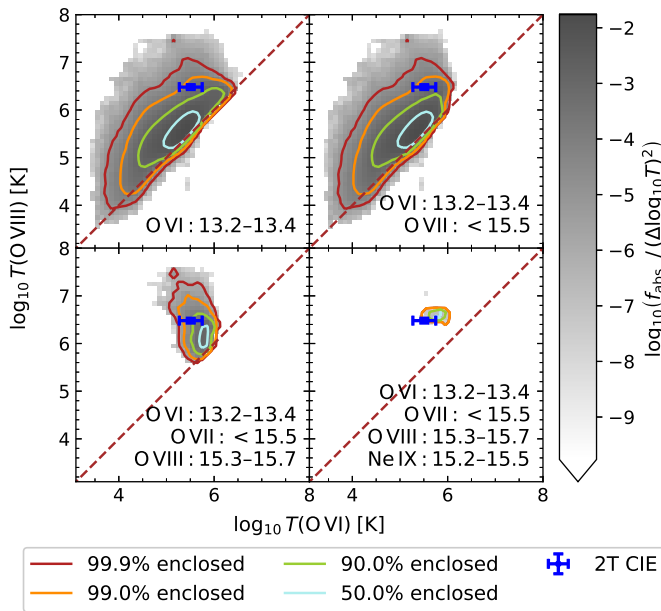 8
7
6
5
4
O VI : 13.2–13.4
O VI : 13.2–13.4
O VII : < 15.5
8
7
6
5
4
O VI : 13.2–13.4
O VII : < 15.5
O VIII : 15.3–15.7
O VI : 13.2–13.4
O VII : < 15.5
O VIII : 15.3–15.7
Ne IX : 15.2–15.5
4 6 8 4 6 8
log₁₀ T(O VI) [K]
log₁₀ T(O VIII) [K]
−2
−3
−4
−5
−6
−7
−8
−9
log₁₀(f_abs / (Δlog₁₀T)²)
99.9% enclosed
99.0% enclosed
90.0% enclosed
50.0% enclosed
2T CIE